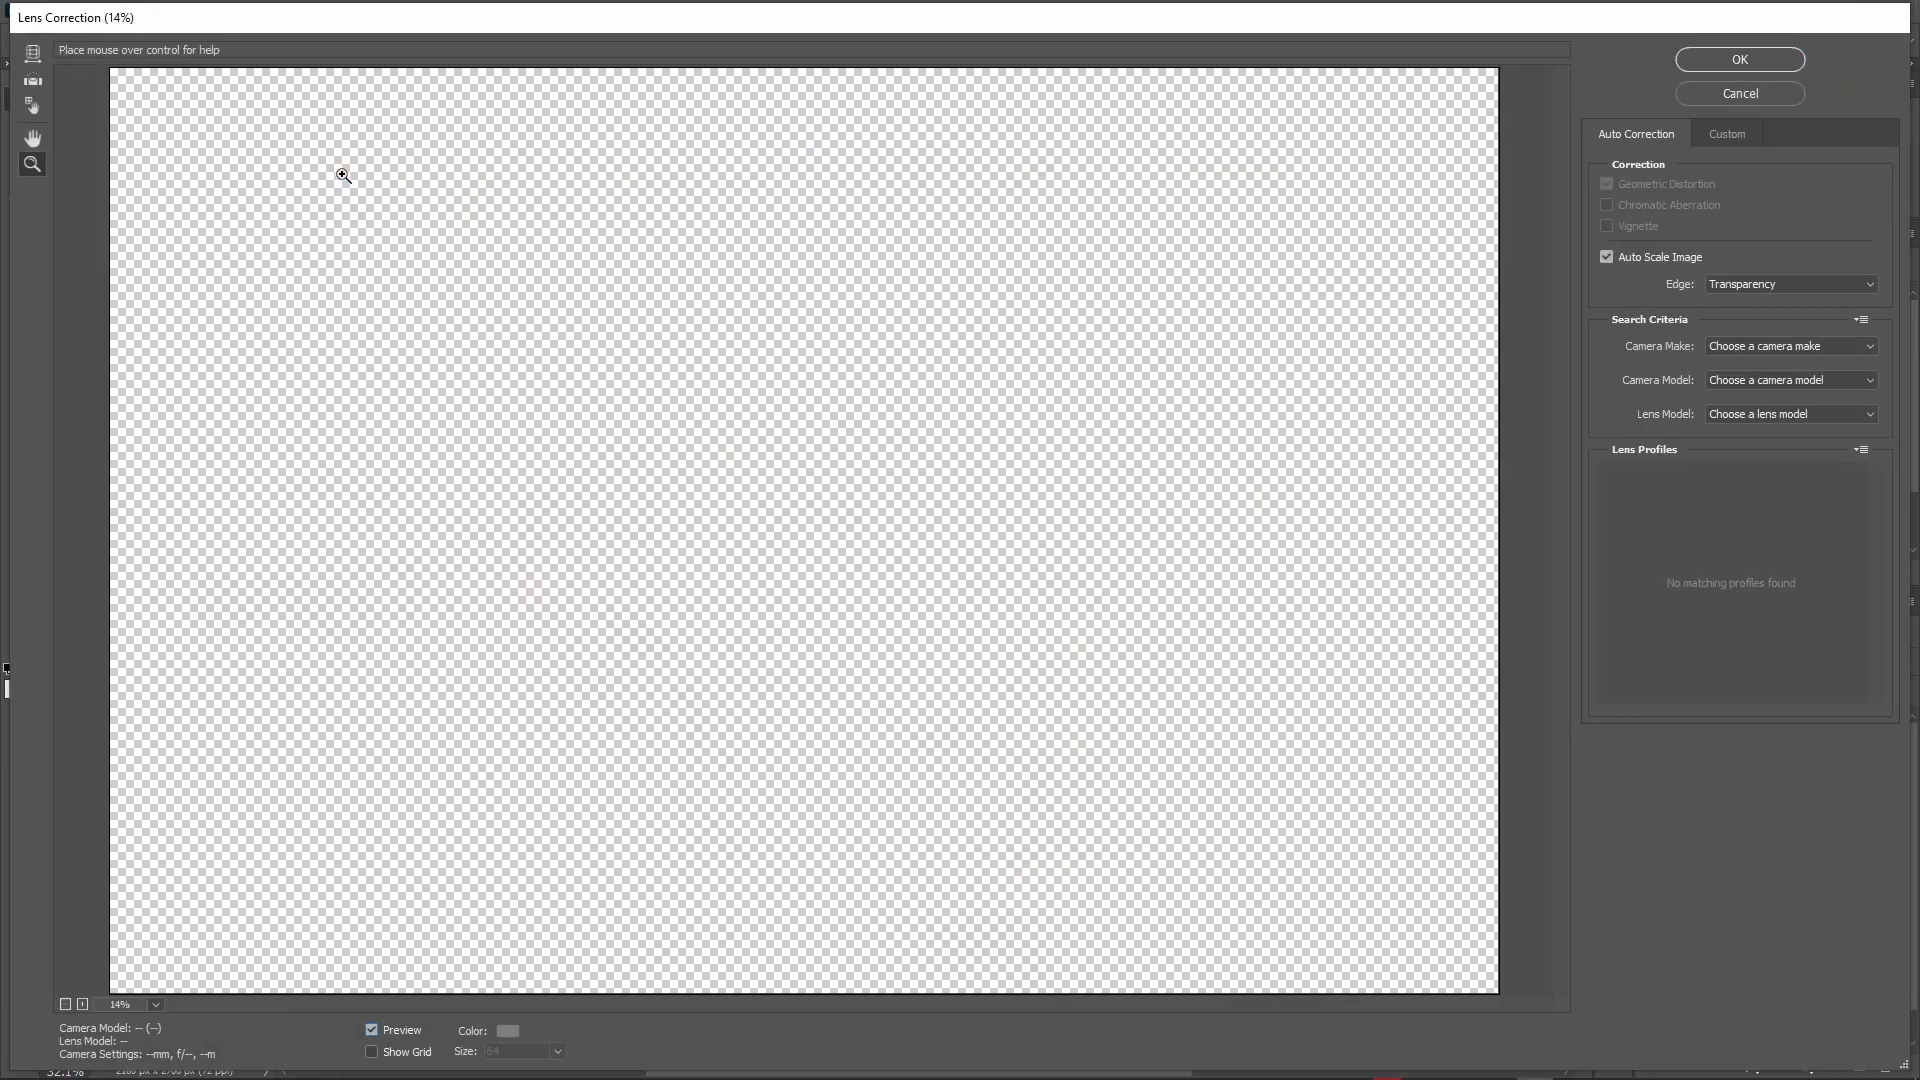 Lens Correction (14%)
Place mouse over control for help
OK
Cancel
Auto Correction
Custom
Correction
Geometric Distortion
Chromatic Aberration
Vignette
Auto Scale Image
Edge: Transparency
Search Criteria
Camera Make: Choose a camera make
Camera Model: Choose a camera model
Lens Model: Choose a lens model
Lens Profiles
No matching profiles found
14%
Camera Model: -- (--)
Lens Model: --
Camera Settings: --mm, f/--, --m
Preview
Color:
Show Grid
Size: 64
32.1%